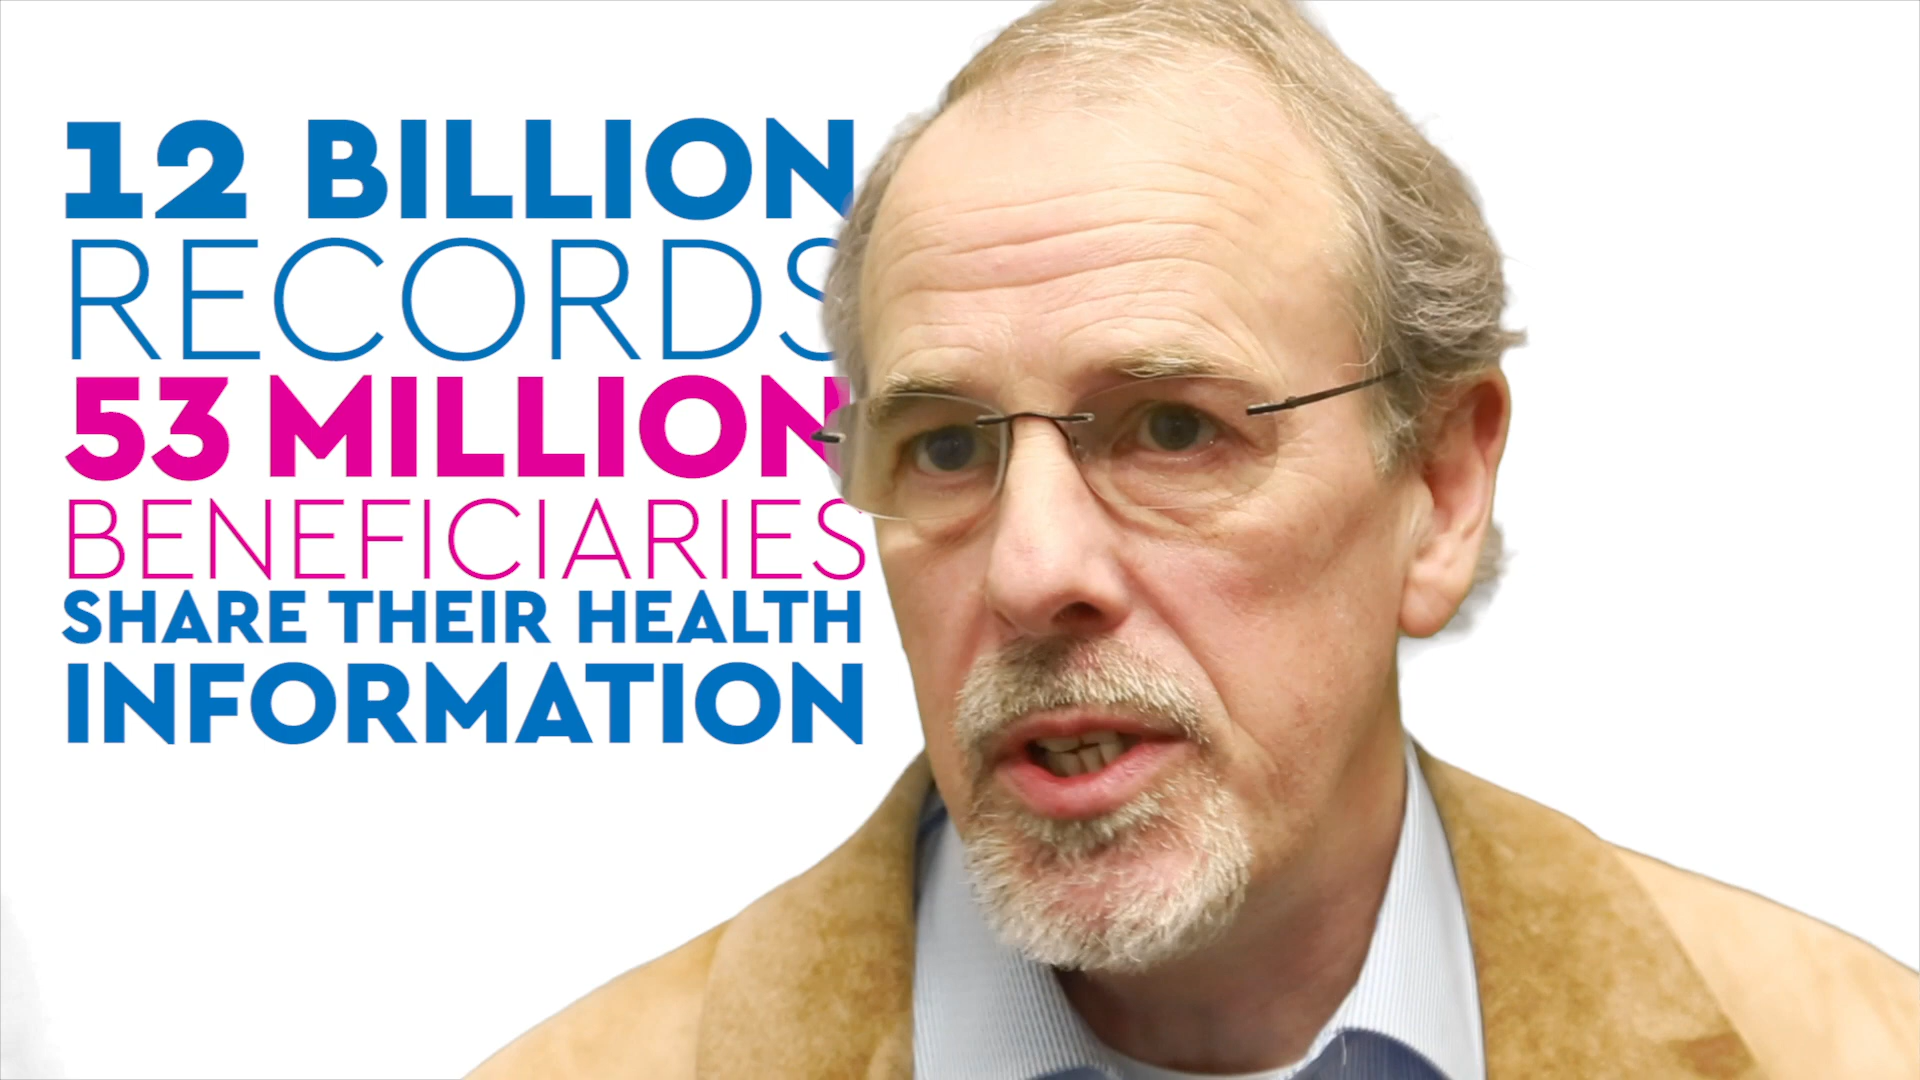 12 BILLION
RECORDS
53 MILLION
BENEFICIARIES
SHARE THEIR HEALTH
INFORMATION